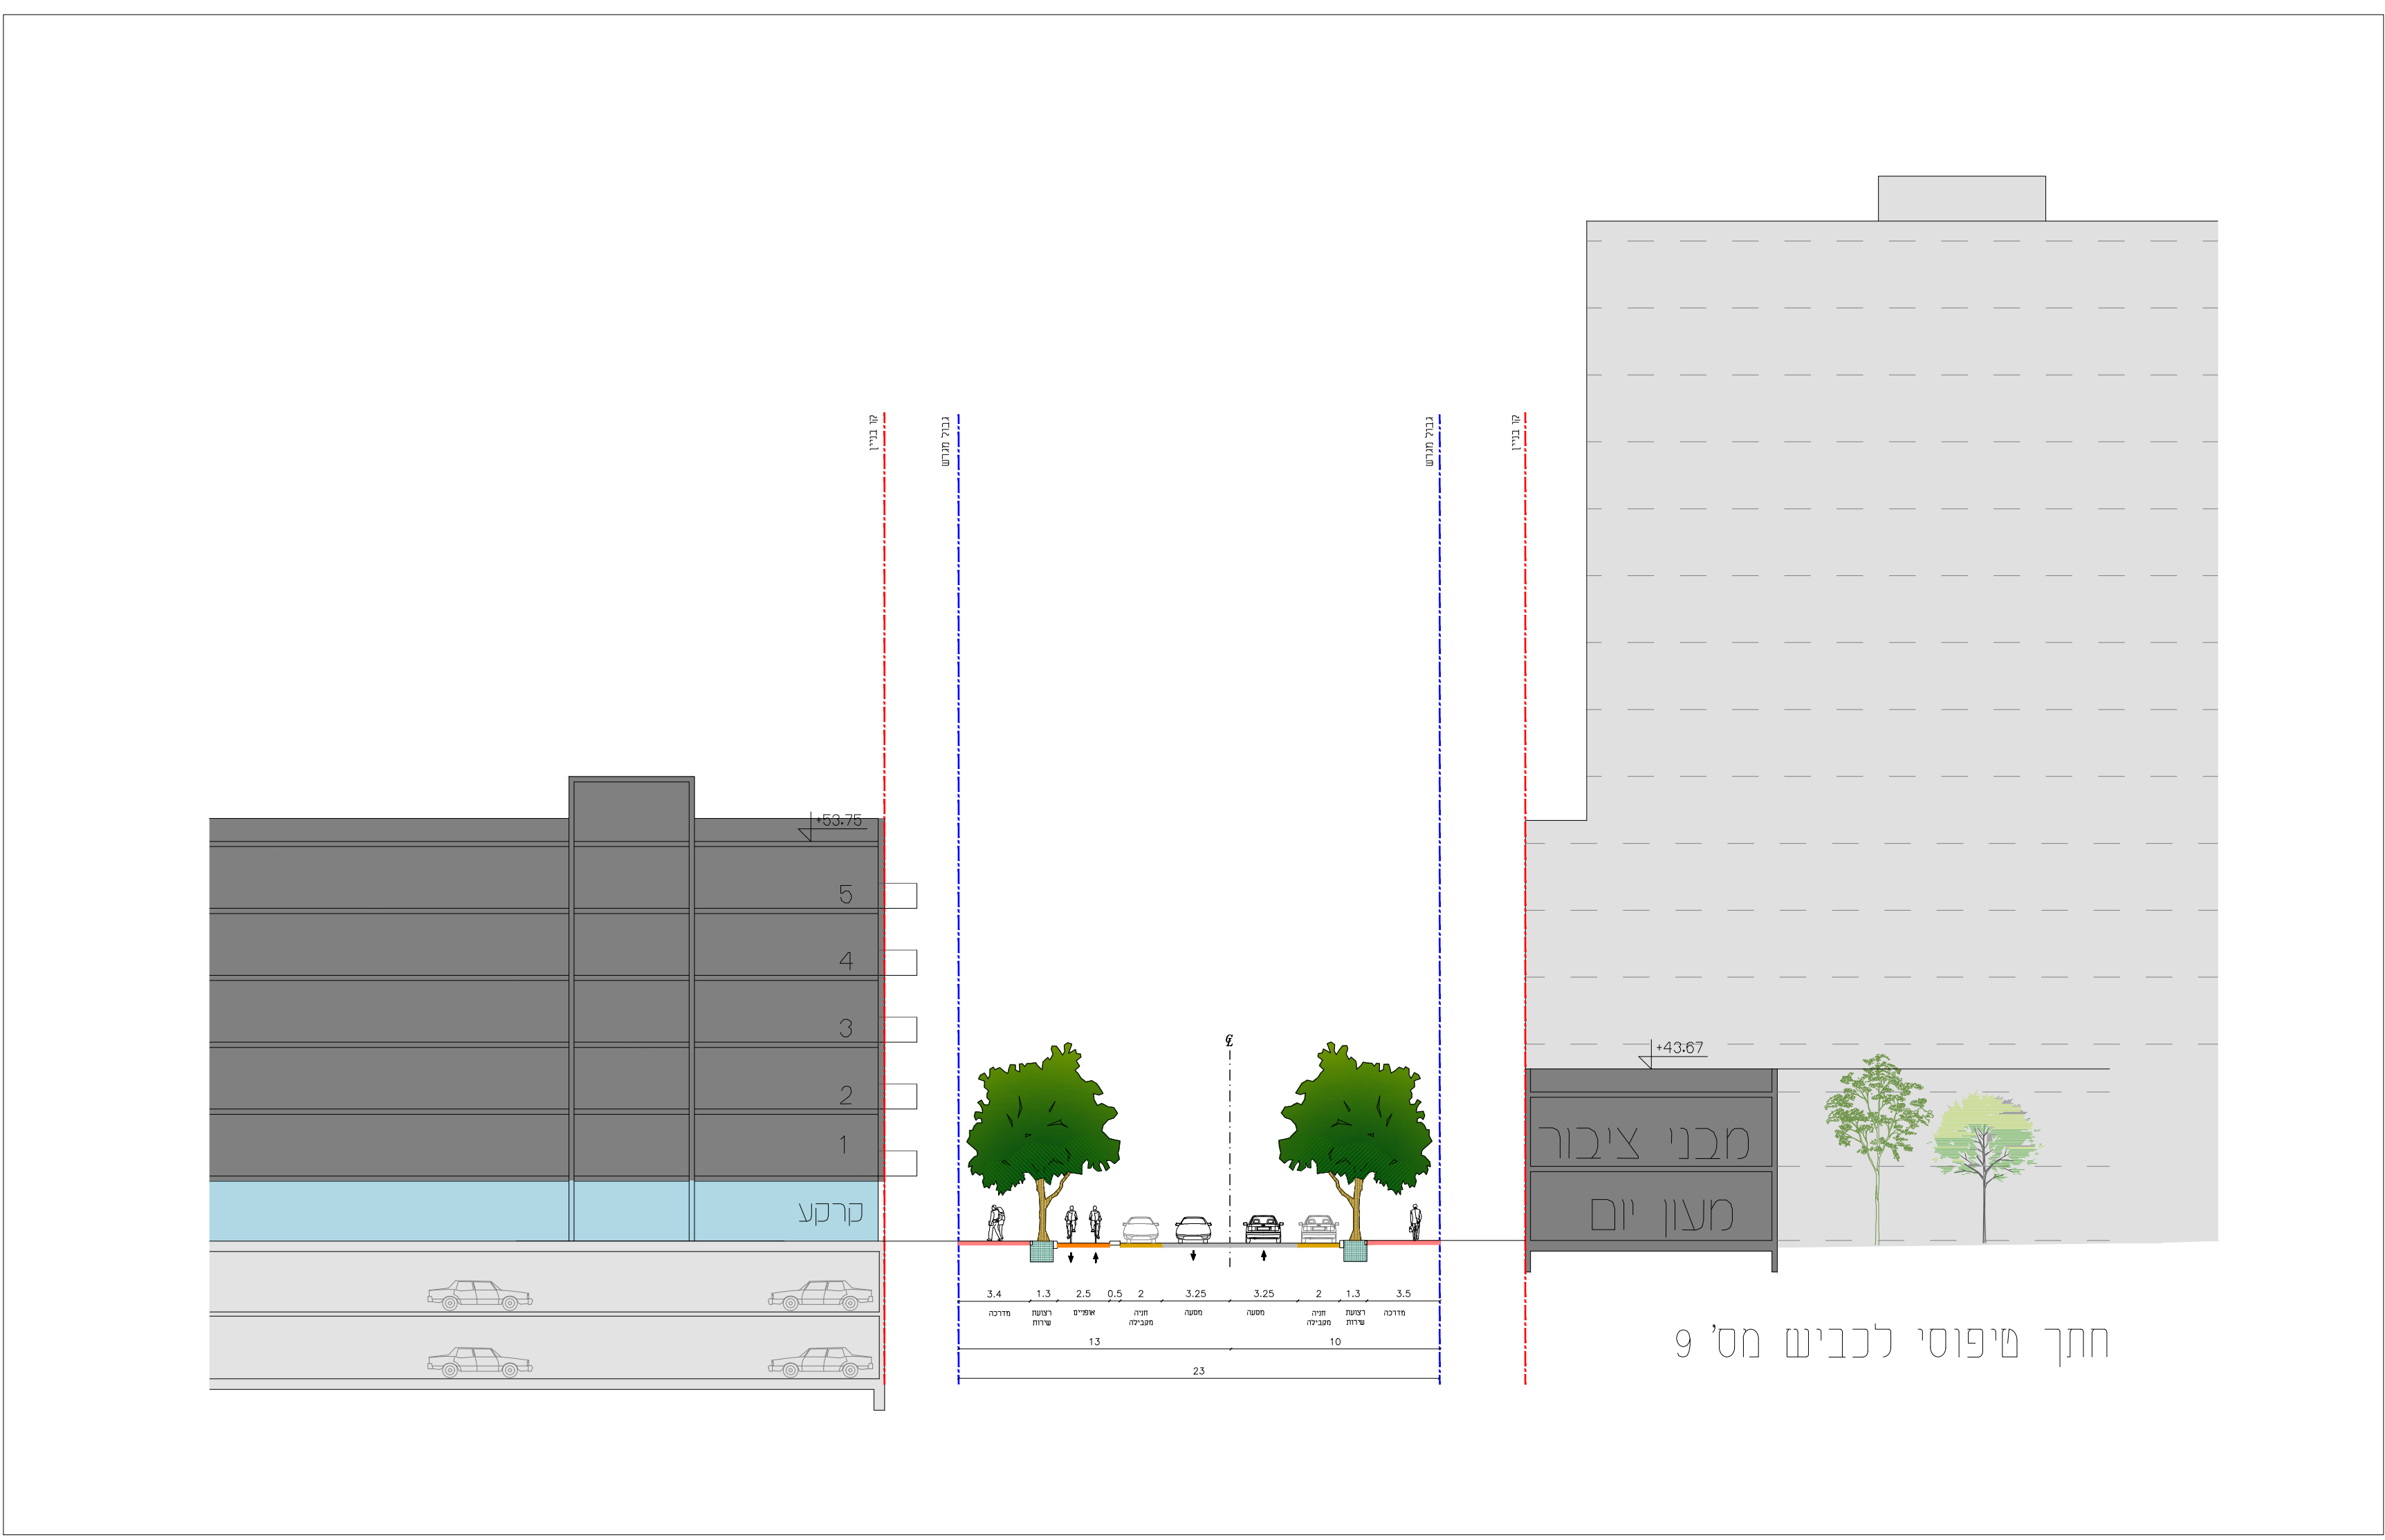 קו בניין
גבול מגרש
גבול מגרש
קו בניין
+53.75
5
4
3
2
1
קרקע
℄
+43.67
מבני ציבור
מעון יום
3.4 1.3 2.5 0.5 2 3.25 3.25 2 1.3 3.5
מדרכה
רצועת
שירות
אופניים
חניה
מקבילה
מסעה
מסעה
חניה
מקבילה
רצועת
שירות
מדרכה
13 10
23
חתך טיפוסי לכביש מס' 9